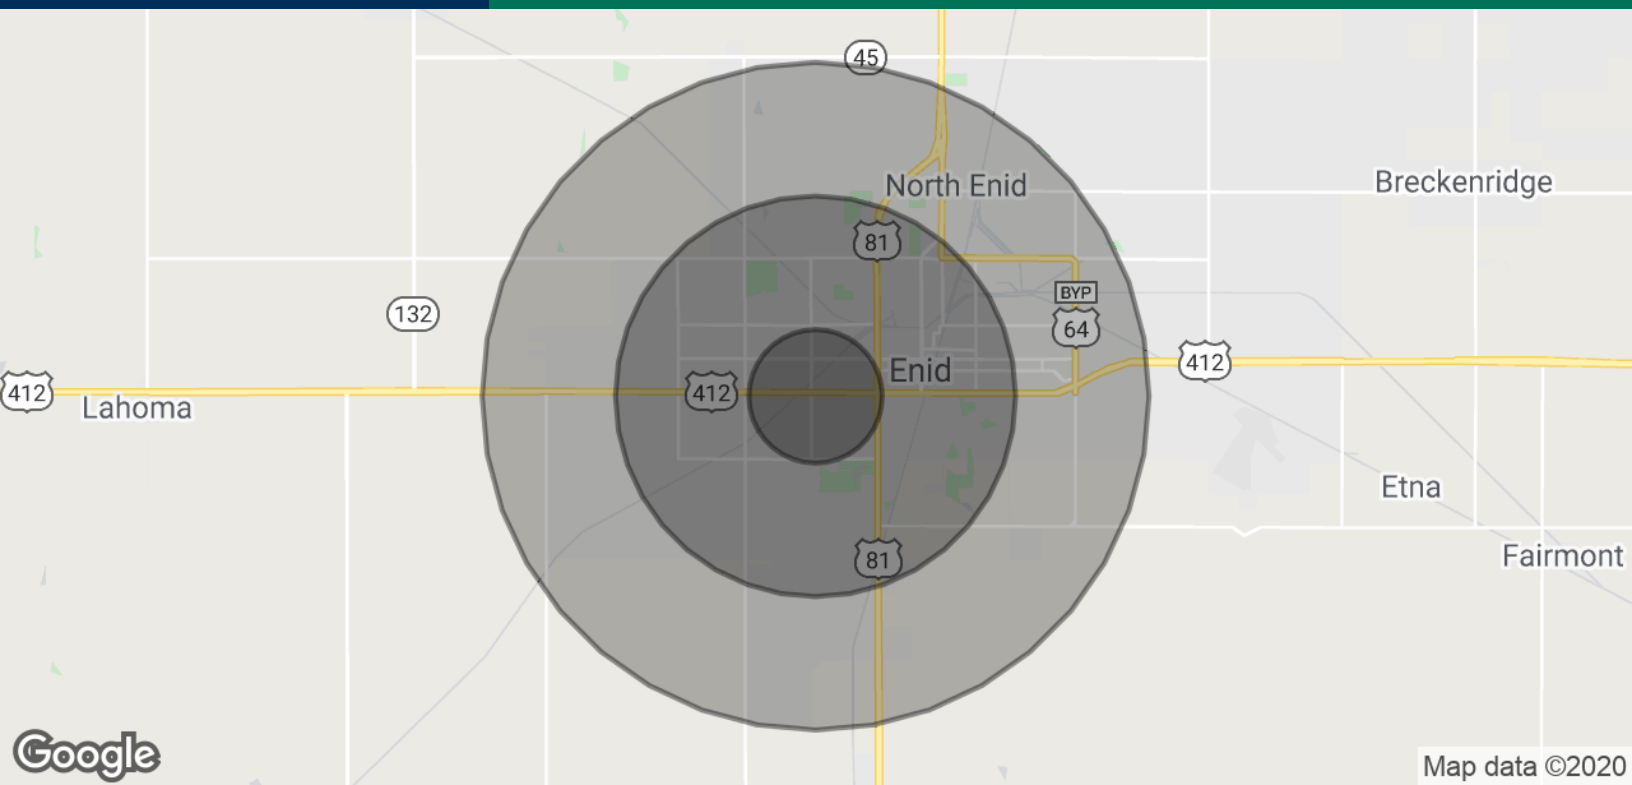 45
North Enid
Breckenridge
81
BYP
64
132
412
Enid
412
412
Lahoma
Etna
Fairmont
81
Google
Map data ©2020